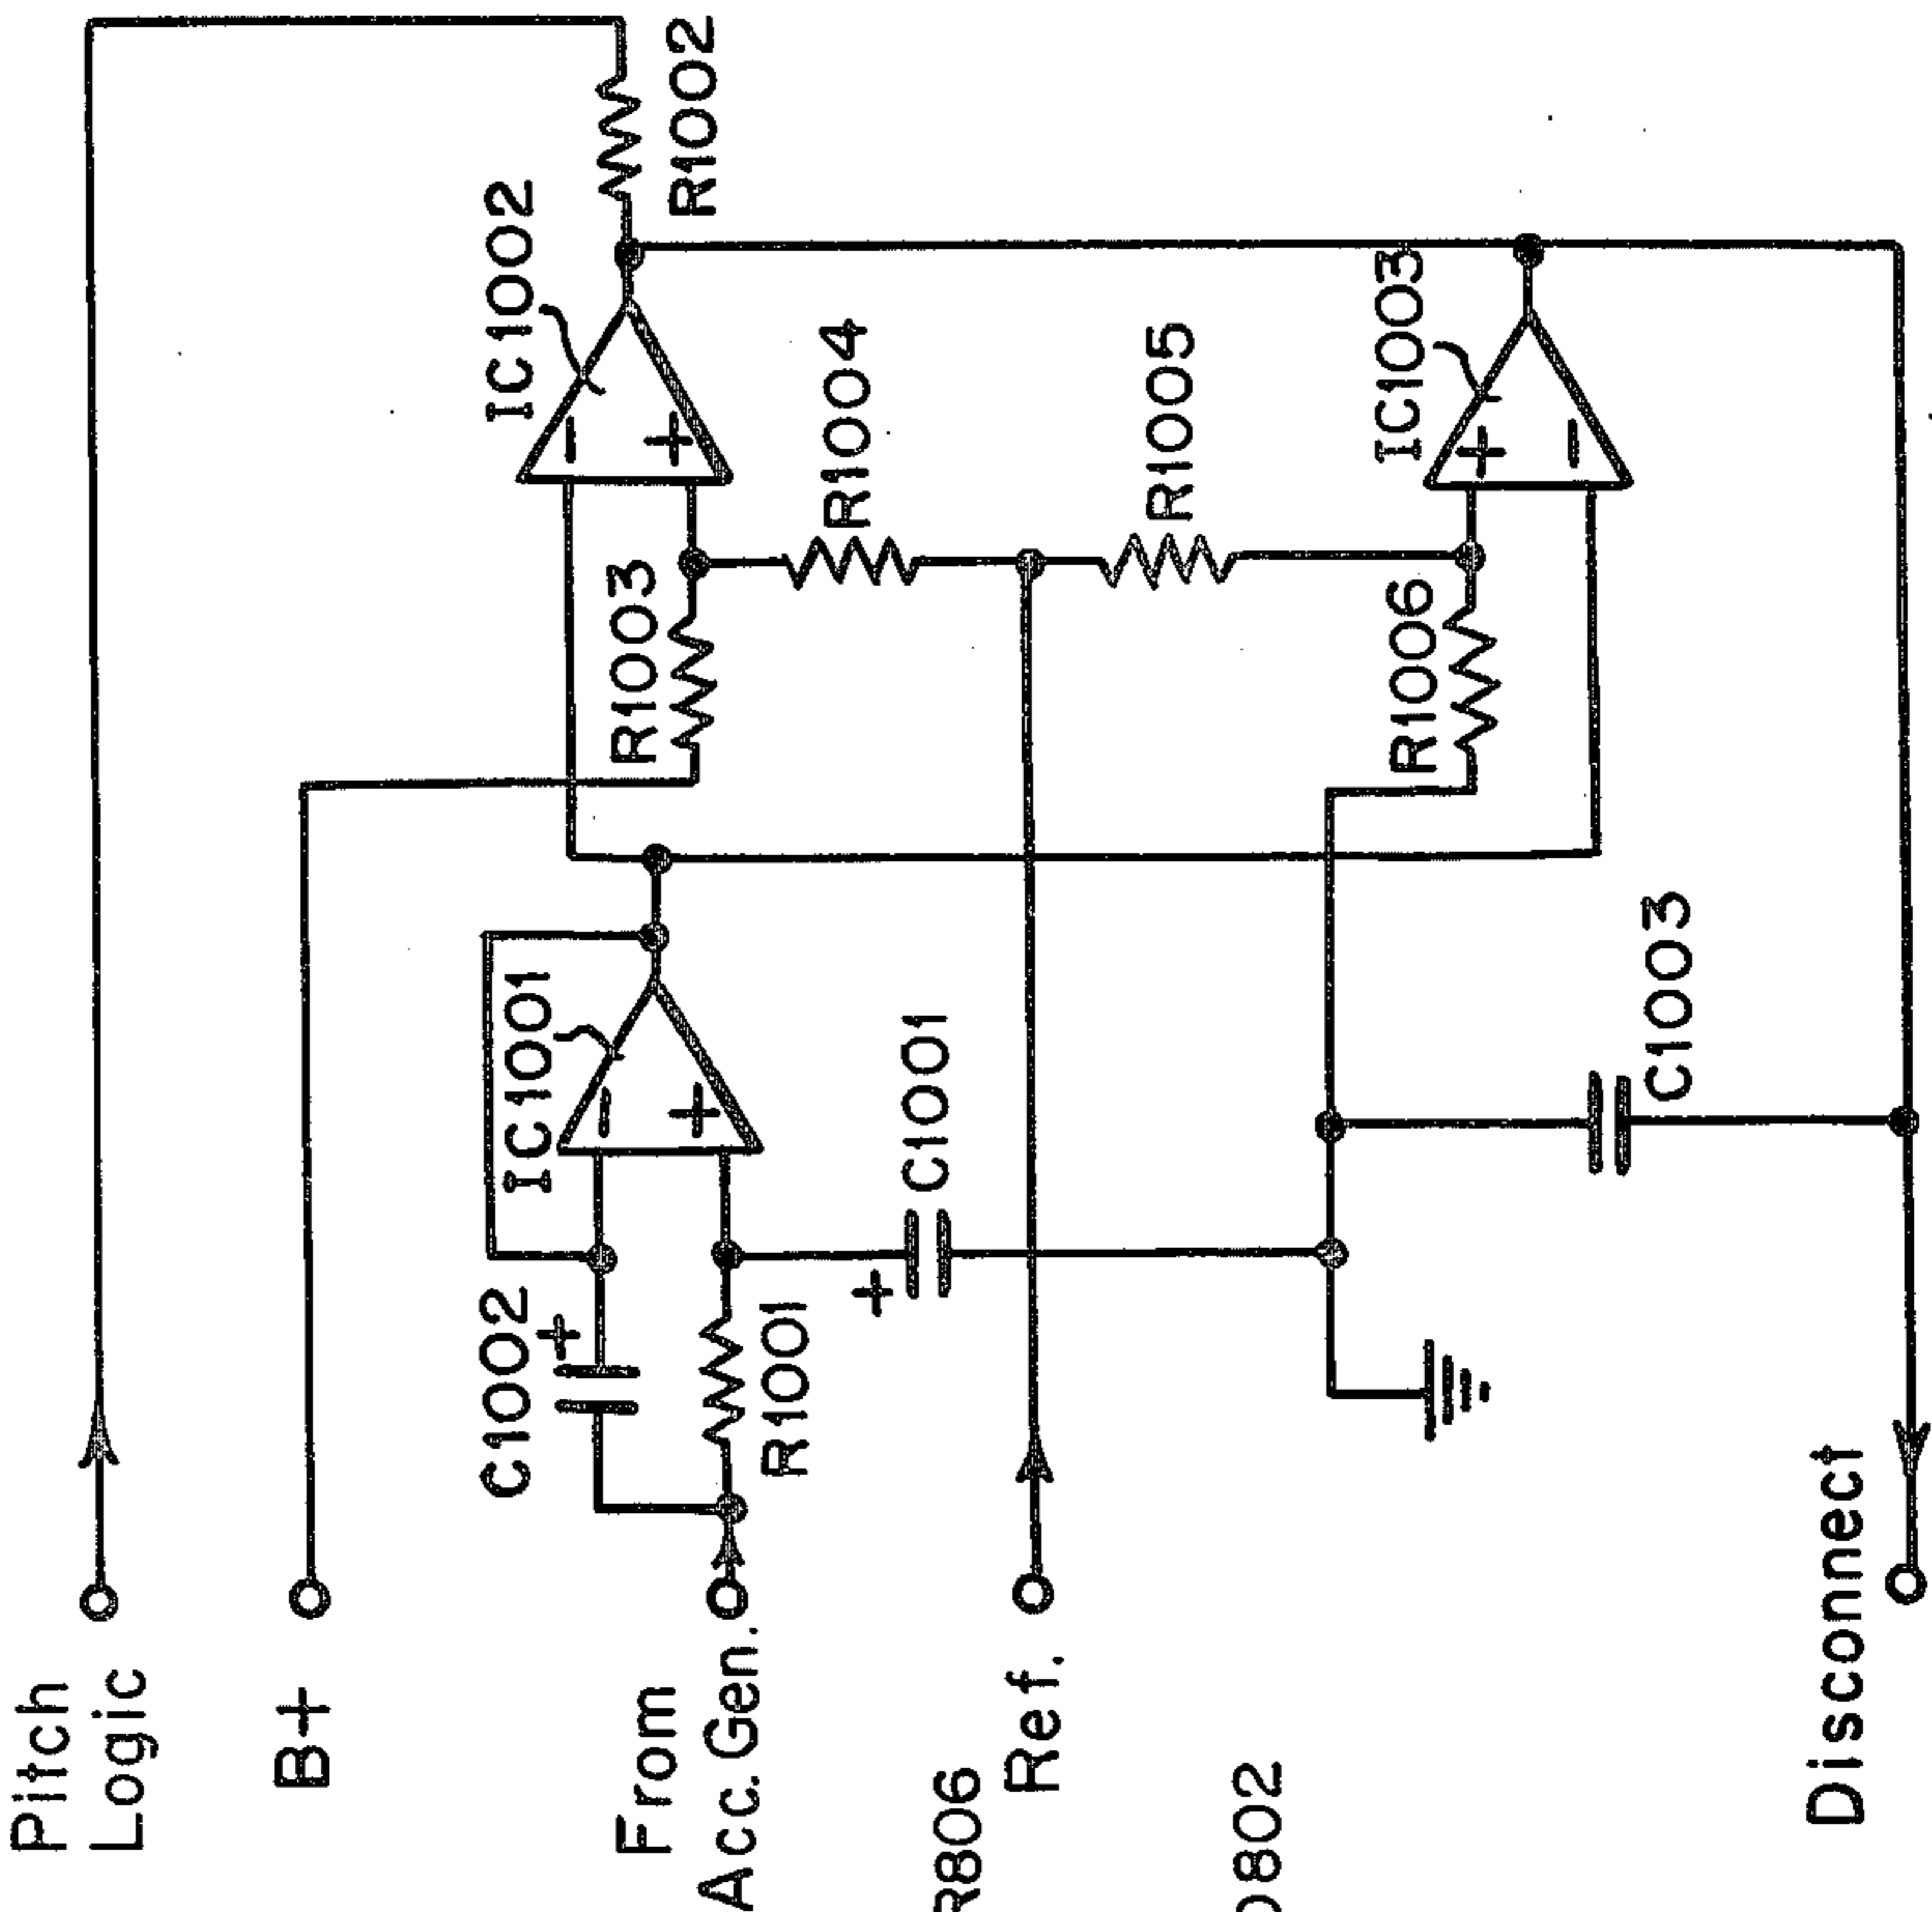 Pitch
Logic
B+
From
Acc. Gen.
Ref.
Disconnect
C1002
+
R1001
IC1001
−
+
C1001
+
C1003
R1003
R1006
IC1002
−
+
R1004
R1005
IC1003
+
−
R1002
R806
802